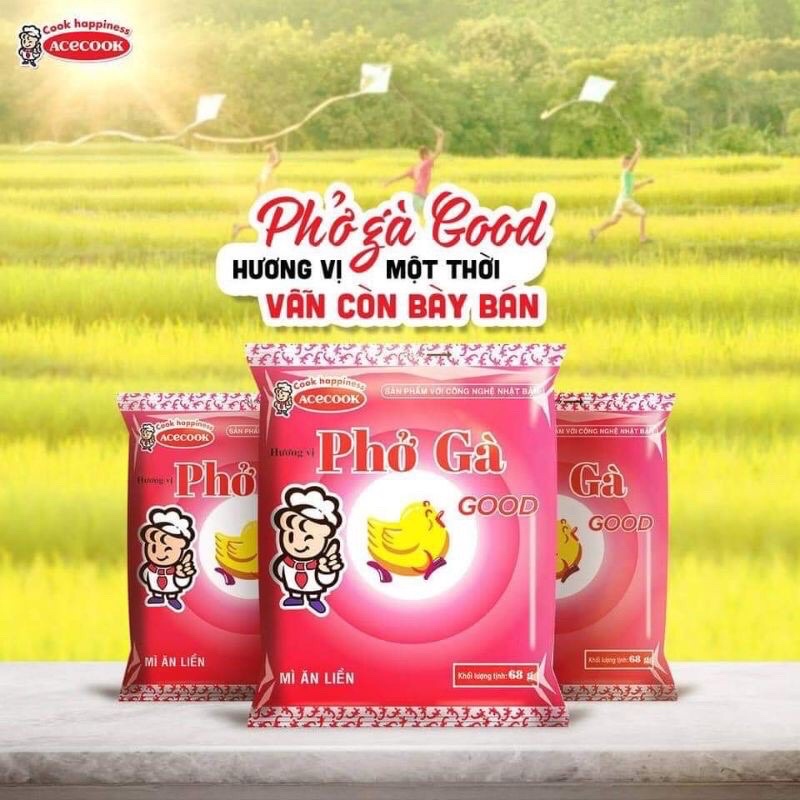 Cook happiness
ACECOOK
Phở gà Good
HƯƠNG VỊ MỘT THỜI
VẪN CÒN BÀY BÁN
Cook happiness
ACECOOK
SẢN PHẨM
Hương vị
Phở
MÌ ĂN LIỀN
Cook happiness
ACECOOK
SẢN PHẨM VỚI CÔNG NGHỆ NHẬT BẢN
Hương vị
Phở Gà
GOOD
MÌ ĂN LIỀN
Khối lượng tịnh: 68 g
VỚI CÔNG NGHỆ NHẬT BẢN
Gà
GOOD
Khối lượng tịnh: 68 g